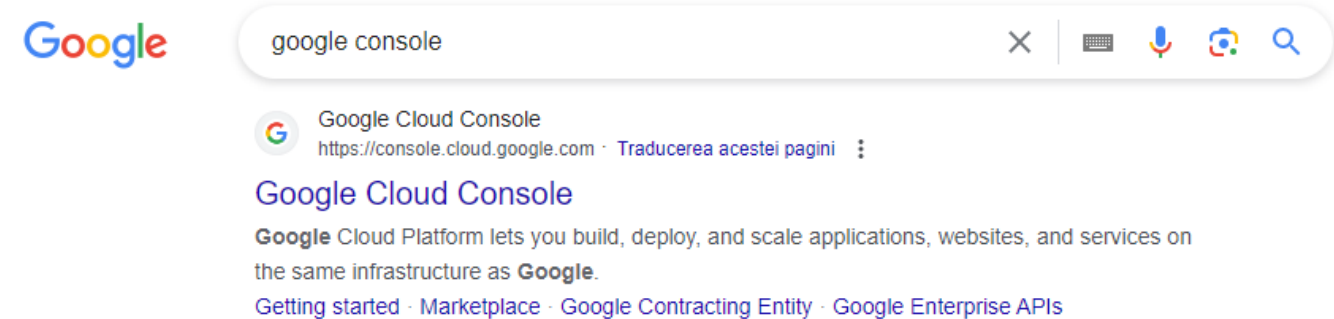 Google
google console
Google Cloud Console
https://console.cloud.google.com · Traducerea acestei pagini
Google Cloud Console
Google Cloud Platform lets you build, deploy, and scale applications, websites, and services on
the same infrastructure as Google.
Getting started · Marketplace · Google Contracting Entity · Google Enterprise APIs